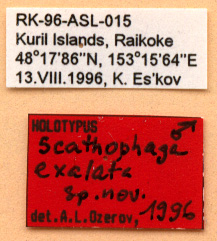 RK-96-ASL-015
Kuril Islands, Raikoke
48°17'86"N, 153°15'64"E
13.VIII.1996, K. Es'kov
HOLOTYPUS ♂
Scathophaga
exalata
sp. nov.
det. A.L. Ozerov, 1996